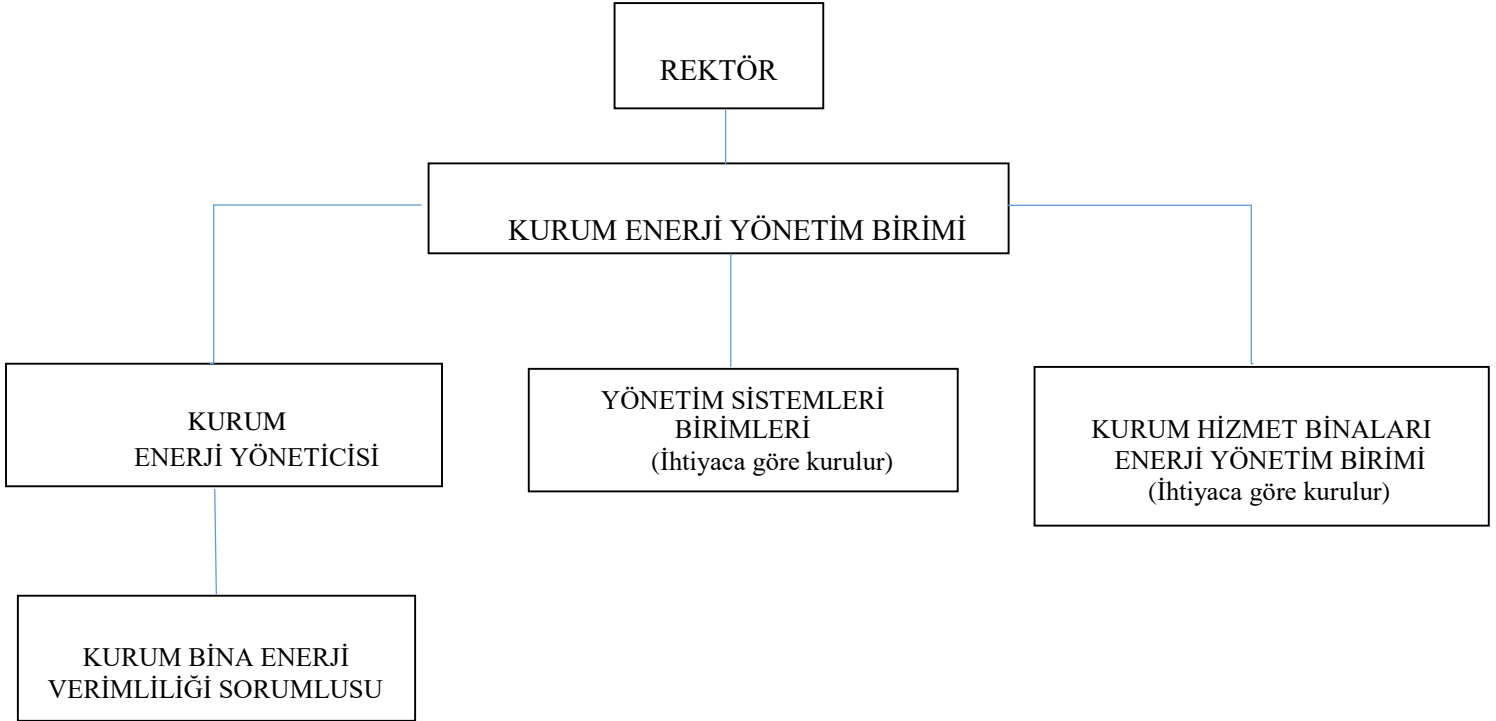 REKTÖR
KURUM ENERJİ YÖNETİM BİRİMİ
KURUM
ENERJİ YÖNETİCİSİ
YÖNETİM SİSTEMLERİ
BİRİMLERİ
(İhtiyaca göre kurulur)
KURUM HİZMET BİNALARI
ENERJİ YÖNETİM BİRİMİ
(İhtiyaca göre kurulur)
KURUM BİNA ENERJİ
VERİMLİLİĞİ SORUMLUSU